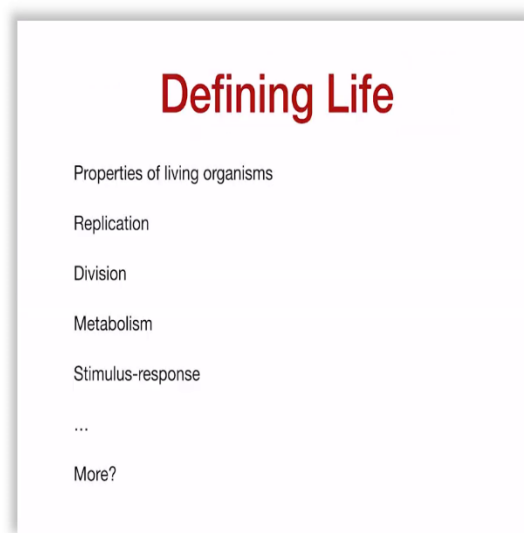 Defining Life
Properties of living organisms
Replication
Division
Metabolism
Stimulus-response
...
More?